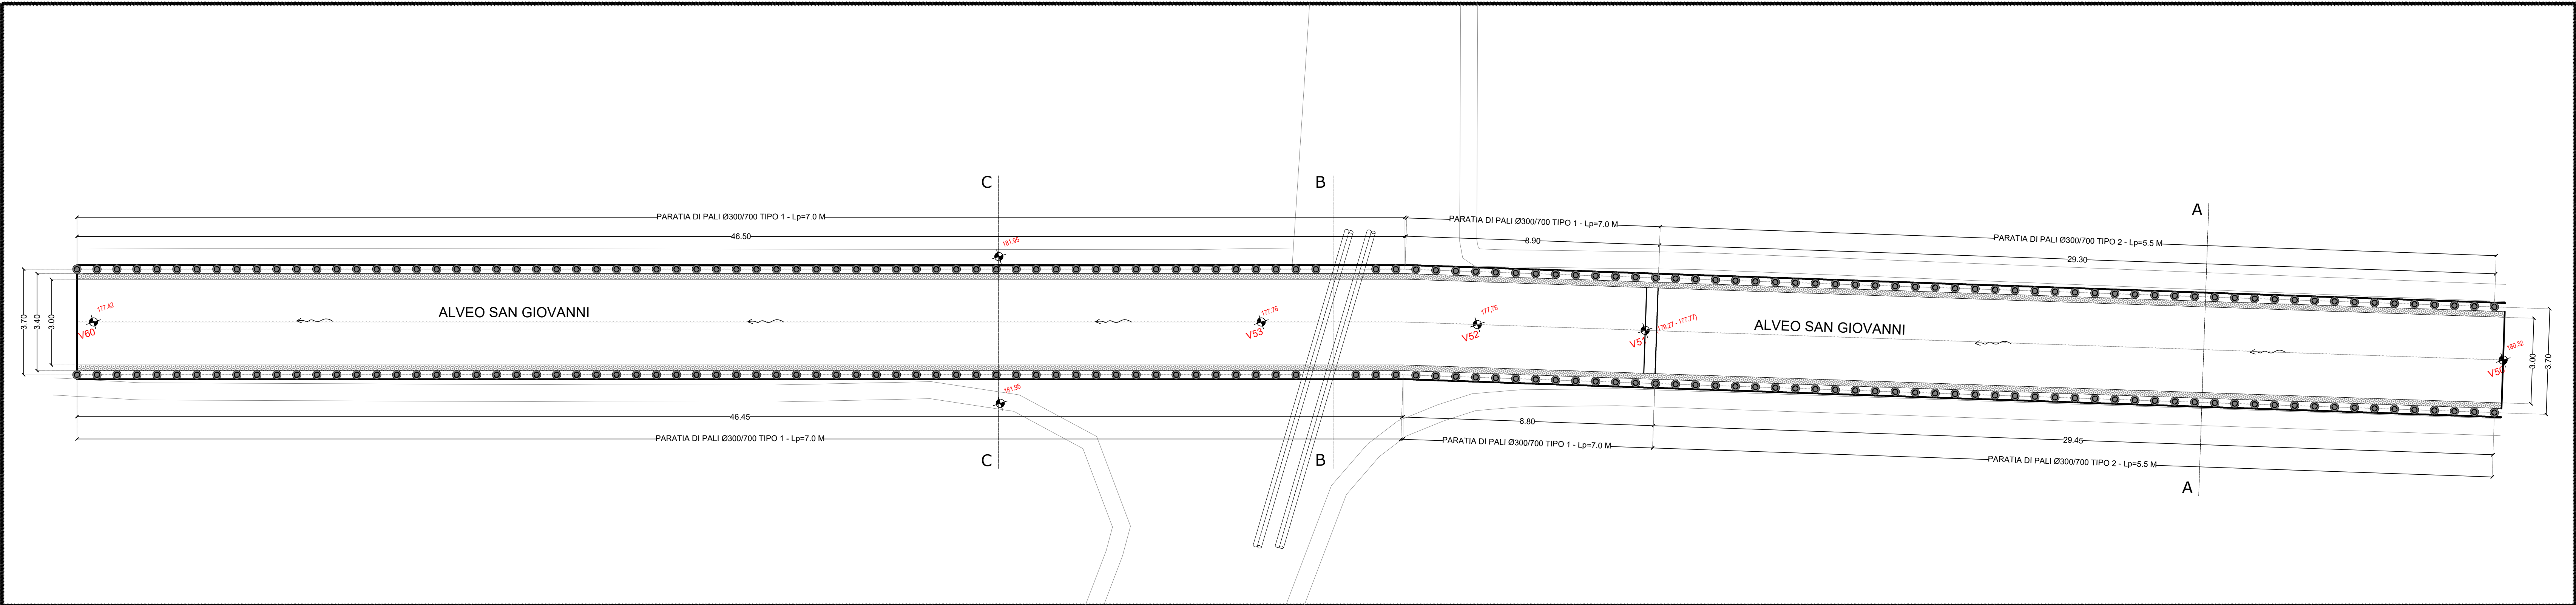 C
B
A
PARATIA DI PALI Ø300/700 TIPO 1 - Lp=7.0 M
PARATIA DI PALI Ø300/700 TIPO 1 - Lp=7.0 M
PARATIA DI PALI Ø300/700 TIPO 2 - Lp=5.5 M
46.50
8.90
29.30
181.95
3.70
3.40
3.00
177.42
V60
ALVEO SAN GIOVANNI
177.76
V53
177.76
V52
(179.27 - 177.77)
V51
ALVEO SAN GIOVANNI
180.32
V50
3.00
3.70
181.95
46.45
8.80
29.45
PARATIA DI PALI Ø300/700 TIPO 1 - Lp=7.0 M
PARATIA DI PALI Ø300/700 TIPO 1 - Lp=7.0 M
PARATIA DI PALI Ø300/700 TIPO 2 - Lp=5.5 M
C
B
A